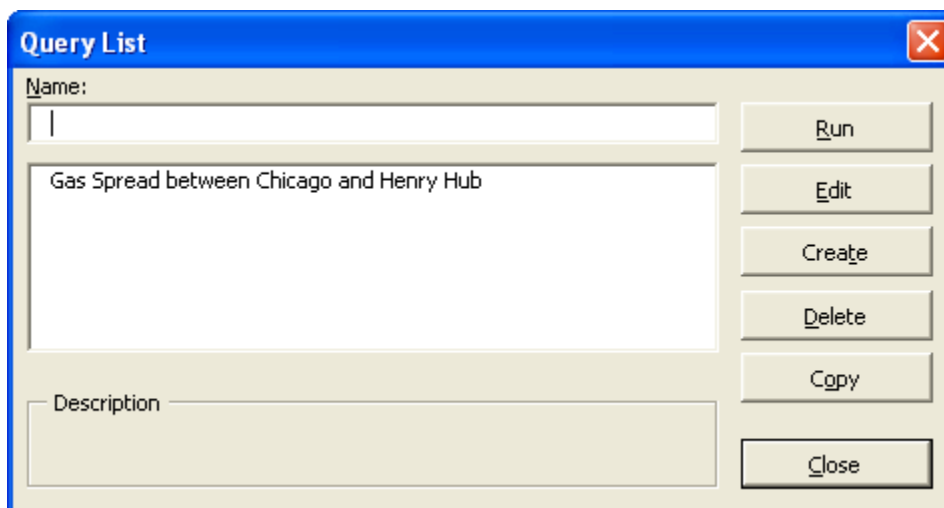 Query List
Name:
Run
Gas Spread between Chicago and Henry Hub
Edit
Create
Delete
Copy
Description
Close